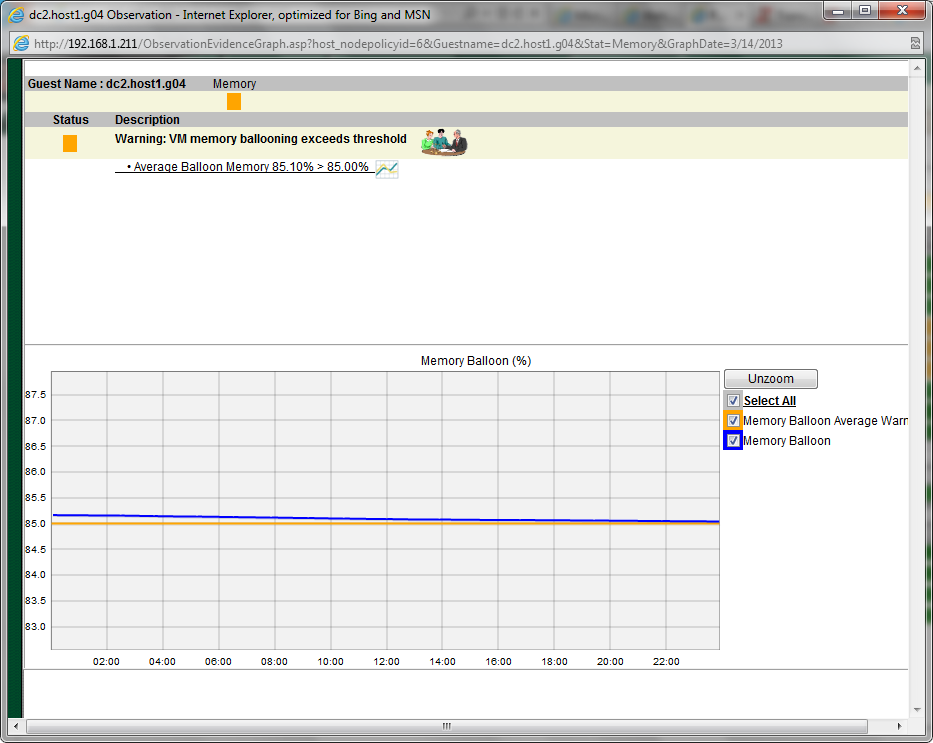 dc2.host1.g04 Observation - Internet Explorer, optimized for Bing and MSN
http://192.168.1.211/ObservationEvidenceGraph.asp?host_nodepolicyid=6&Guestname=dc2.host1.g04&Stat=Memory&GraphDate=3/14/2013
Guest Name : dc2.host1.g04 Memory
Status Description
Warning: VM memory ballooning exceeds threshold
• Average Balloon Memory 85.10% > 85.00%
Memory Balloon (%)
Unzoom
Select All
Memory Balloon Average Warn
Memory Balloon
87.5
87.0
86.5
86.0
85.5
85.0
84.5
84.0
83.5
83.0
02:00 04:00 06:00 08:00 10:00 12:00 14:00 16:00 18:00 20:00 22:00